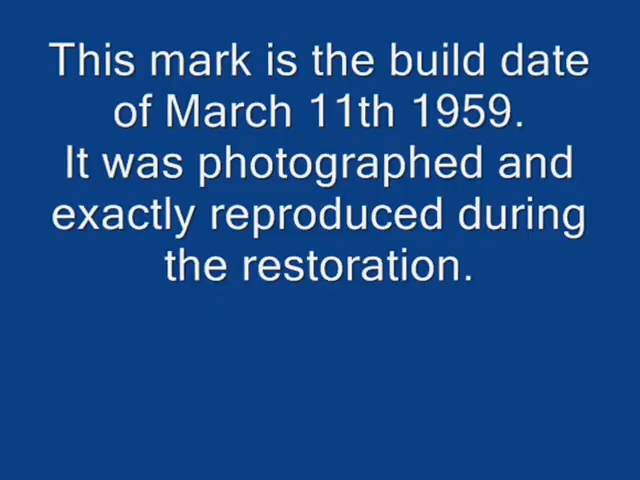 This mark is the build date
of March 11th 1959.
It was photographed and
exactly reproduced during
the restoration.